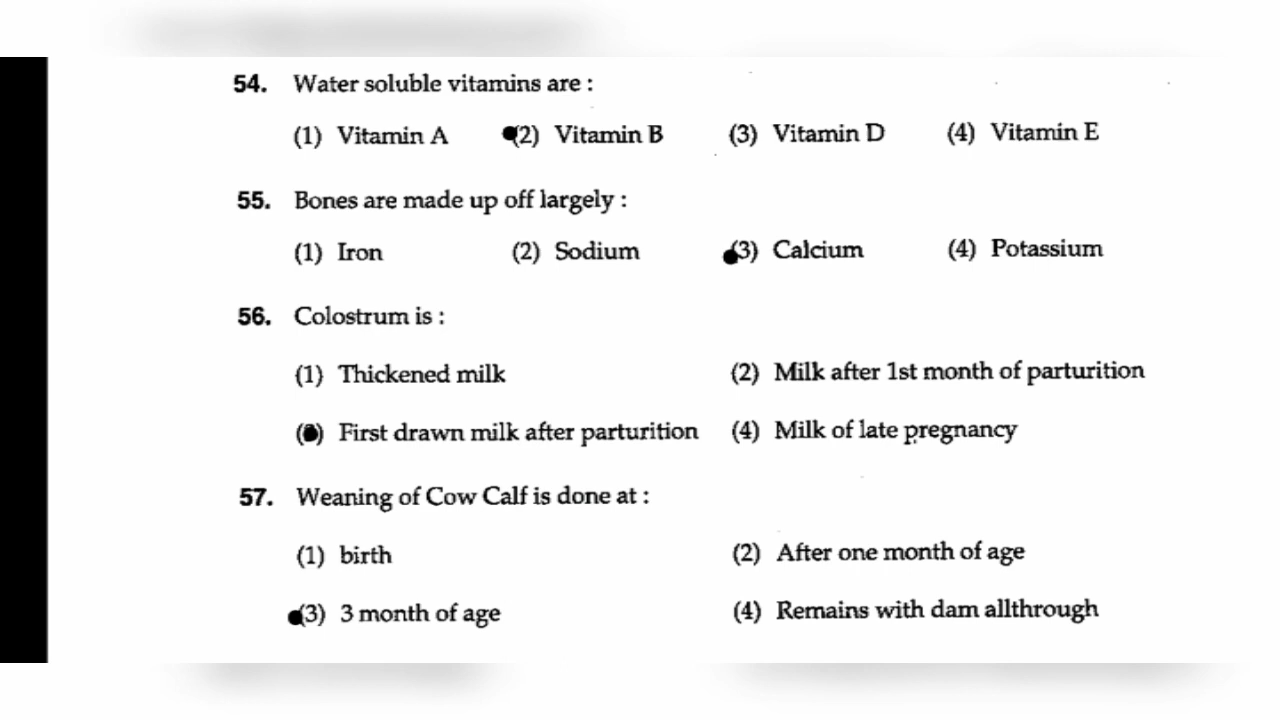 54. Water soluble vitamins are :
(1) Vitamin A (2) Vitamin B (3) Vitamin D (4) Vitamin E
55. Bones are made up off largely :
(1) Iron (2) Sodium (3) Calcium (4) Potassium
56. Colostrum is :
(1) Thickened milk (2) Milk after 1st month of parturition
(3) First drawn milk after parturition (4) Milk of late pregnancy
57. Weaning of Cow Calf is done at :
(1) birth (2) After one month of age
(3) 3 month of age (4) Remains with dam allthrough